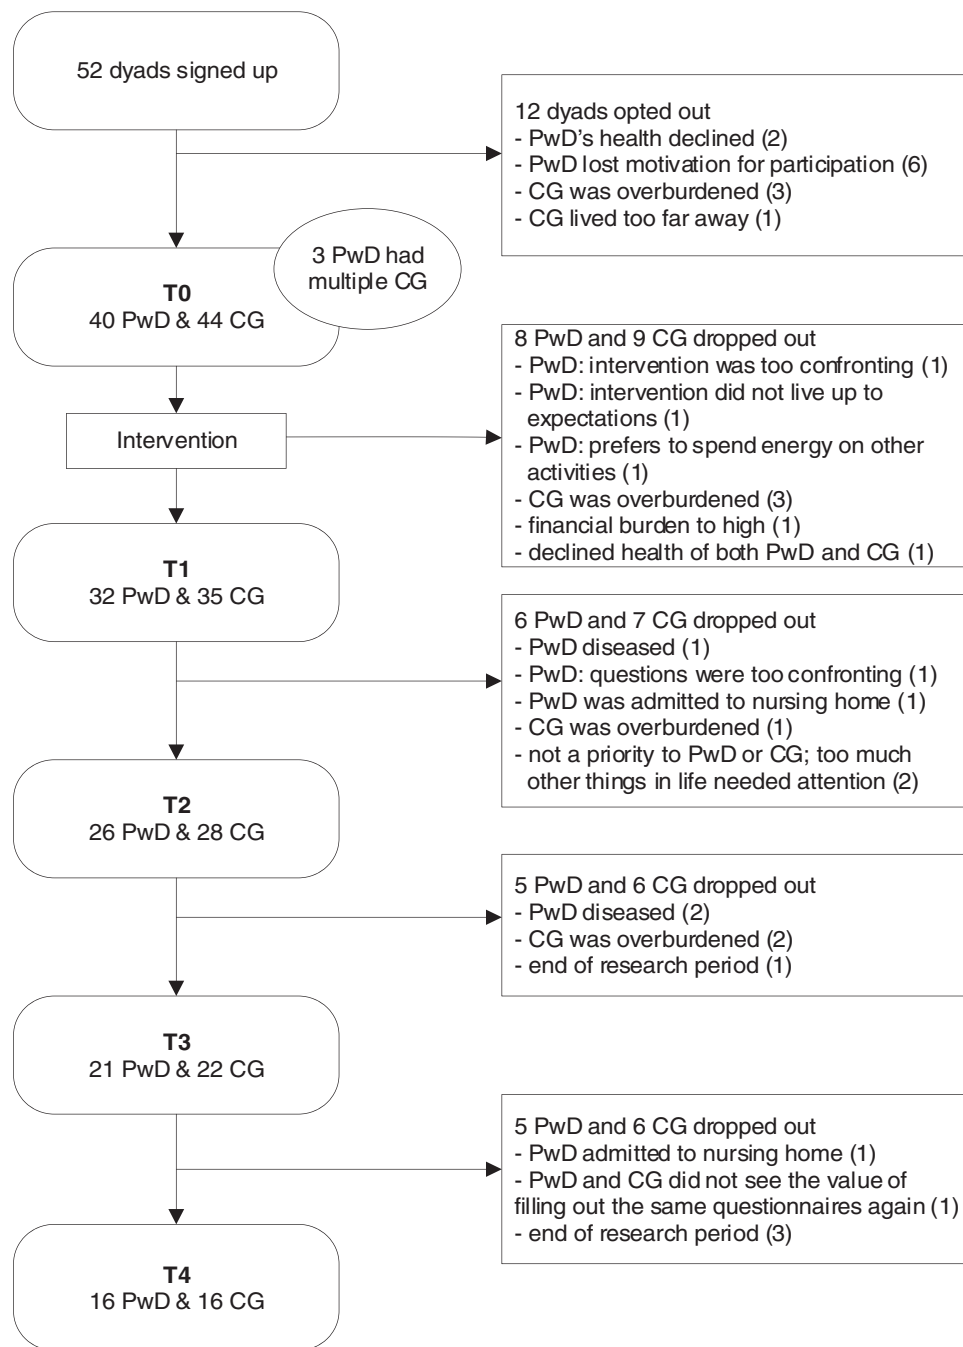 52 dyads signed up
12 dyads opted out
- PwD's health declined (2)
- PwD lost motivation for participation (6)
- CG was overburdened (3)
- CG lived too far away (1)
3 PwD had
multiple CG
T0
40 PwD & 44 CG
8 PwD and 9 CG dropped out
- PwD: intervention was too confronting (1)
- PwD: intervention did not live up to
expectations (1)
- PwD: prefers to spend energy on other
activities (1)
- CG was overburdened (3)
- financial burden to high (1)
- declined health of both PwD and CG (1)
Intervention
T1
32 PwD & 35 CG
6 PwD and 7 CG dropped out
- PwD diseased (1)
- PwD: questions were too confronting (1)
- PwD was admitted to nursing home (1)
- CG was overburdened (1)
- not a priority to PwD or CG; too much
other things in life needed attention (2)
T2
26 PwD & 28 CG
5 PwD and 6 CG dropped out
- PwD diseased (2)
- CG was overburdened (2)
- end of research period (1)
T3
21 PwD & 22 CG
5 PwD and 6 CG dropped out
- PwD admitted to nursing home (1)
- PwD and CG did not see the value of
filling out the same questionnaires again (1)
- end of research period (3)
T4
16 PwD & 16 CG